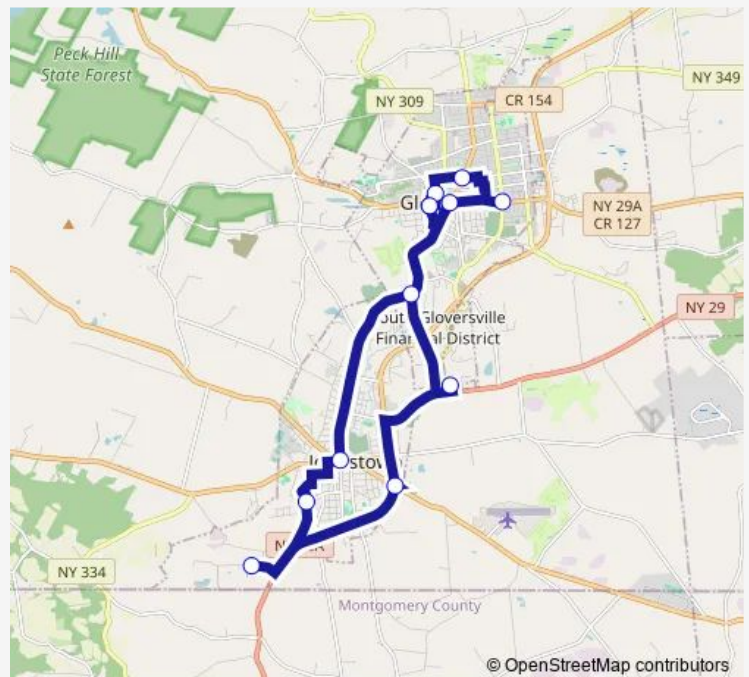 Peck Hill
State Forest
NY 349
NY 309
CR 154
Gl
NY 29A
CR 127
NY 29
Gloversville
District
NY 334
Montgomery County
© OpenStreetMap contributors